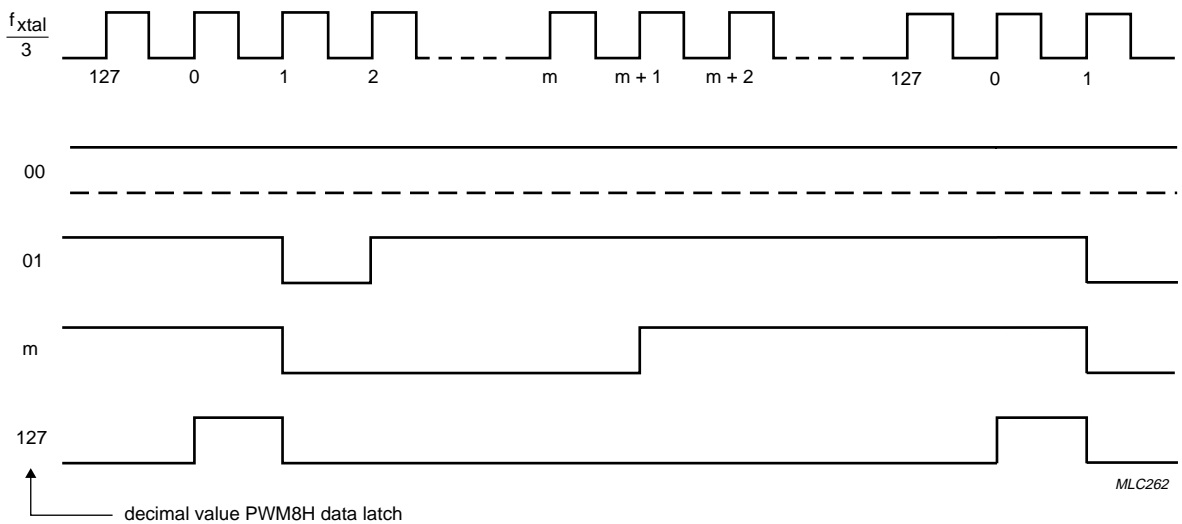 fxtal
3
127 0 1 2 m m + 1 m + 2 127 0 1
00
01
m
127
MLC262
decimal value PWM8H data latch